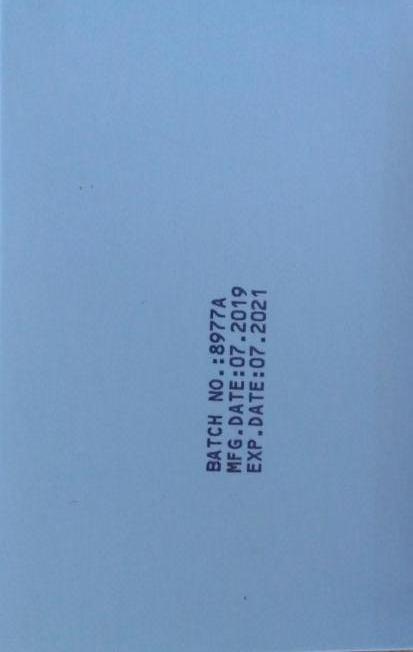 BATCH NO.:8977A
MFG.DATE:07.2019
EXP.DATE:07.2021